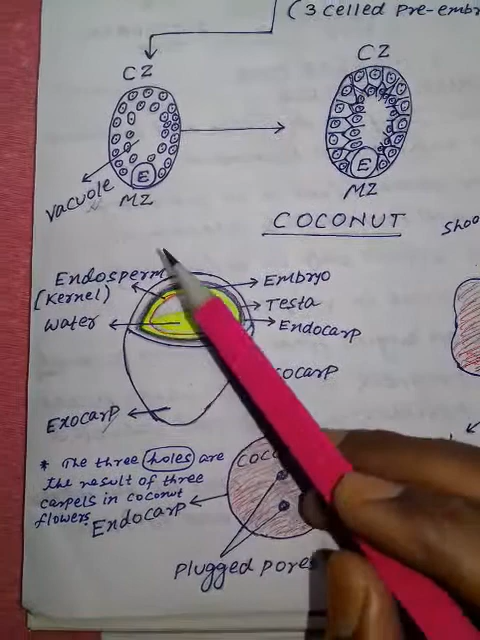 (3 celled pre-embr
CZ
CZ
E
E
vacuole
MZ
MZ
COCONUT
Shoo
Endosperm
(Kernel)
Embryo
Testa
water
Endocarp
ocarp
Exocarp
* The three holes are
the result of three
carpels in coconut
flowers.
COC
Endocarp
Plugged pores